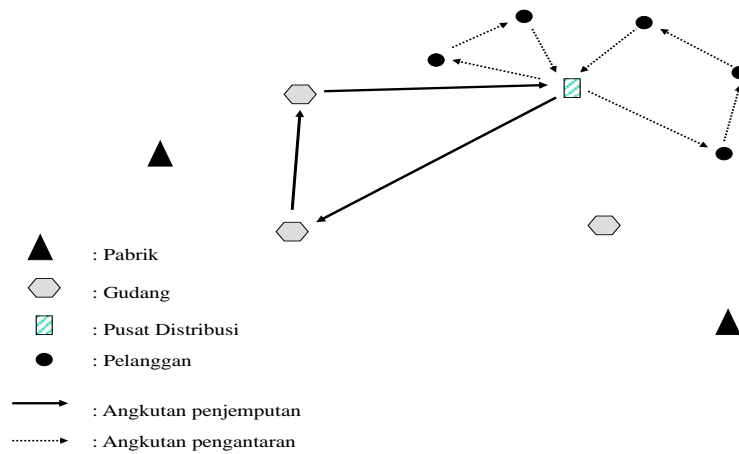 : Pabrik
: Gudang
: Pusat Distribusi
: Pelanggan
: Angkutan penjemputan
: Angkutan pengantaran